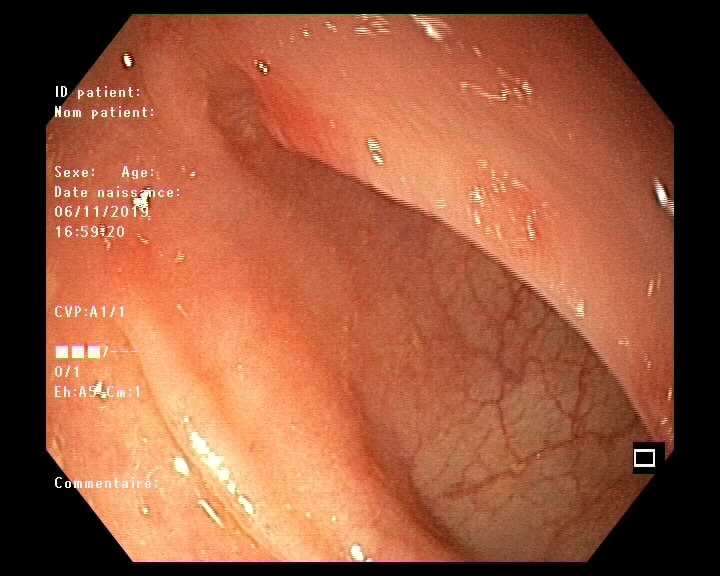 ID patient:
Nom patient:
Sexe: Age:
Date naissance:
06/11/2019
16:59:20
CVP:A1/1
7---
0/1
Eh:A5 Cm:1
Commentaire: